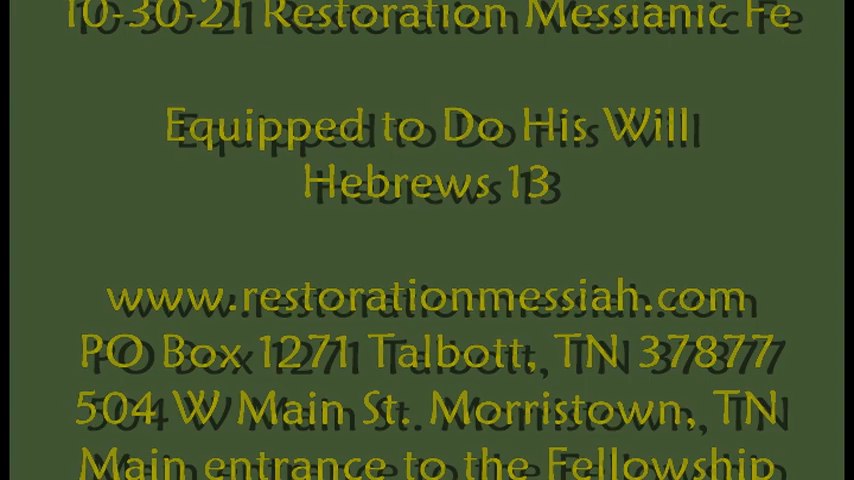 10-30-21 Restoration Messianic Fe
Equipped to Do His Will
Hebrews 13
www.restorationmessiah.com
PO Box 1271 Talbott, TN 37877
504 W Main St. Morristown, TN
Main entrance to the Fellowship